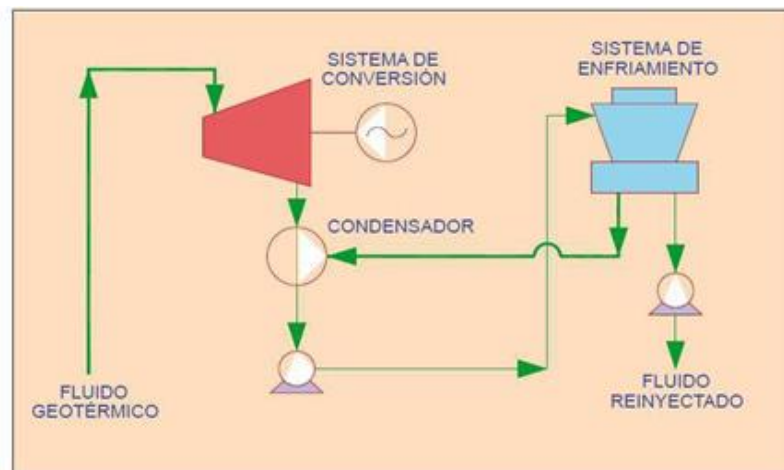 SISTEMA DE
CONVERSIÓN
SISTEMA DE
ENFRIAMIENTO
CONDENSADOR
FLUIDO
GEOTÉRMICO
FLUIDO
REINYECTADO